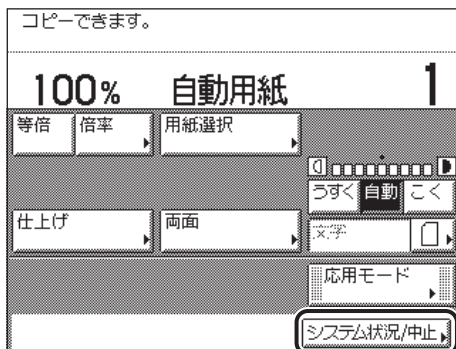 コピーできます。
100% 自動用紙 1
等倍 倍率 用紙選択
うすく 自動 こく
仕上げ 両面 文字
応用モード
システム状況/中止